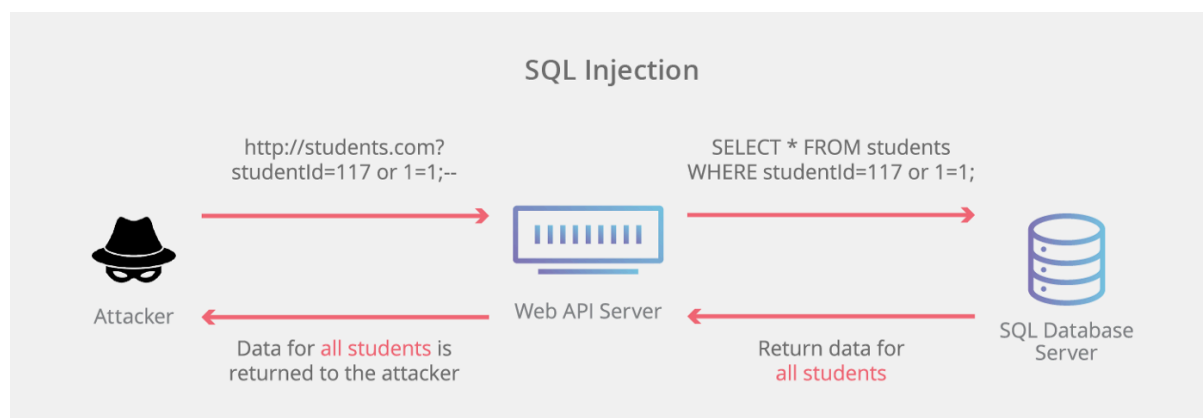 SQL Injection
http://students.com?
studentId=117 or 1=1;--
SELECT * FROM students
WHERE studentId=117 or 1=1;
Attacker
Web API Server
SQL Database
Server
Data for all students is
returned to the attacker
Return data for
all students